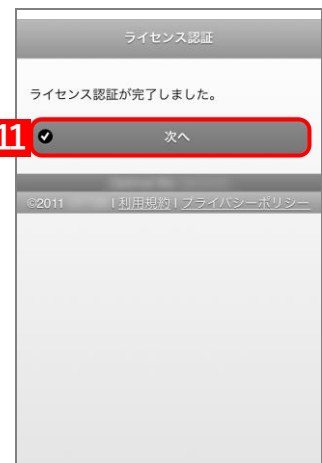 ライセンス認証
ライセンス認証が完了しました。
11
次へ
©2011 | 利用規約 | プライバシーポリシー